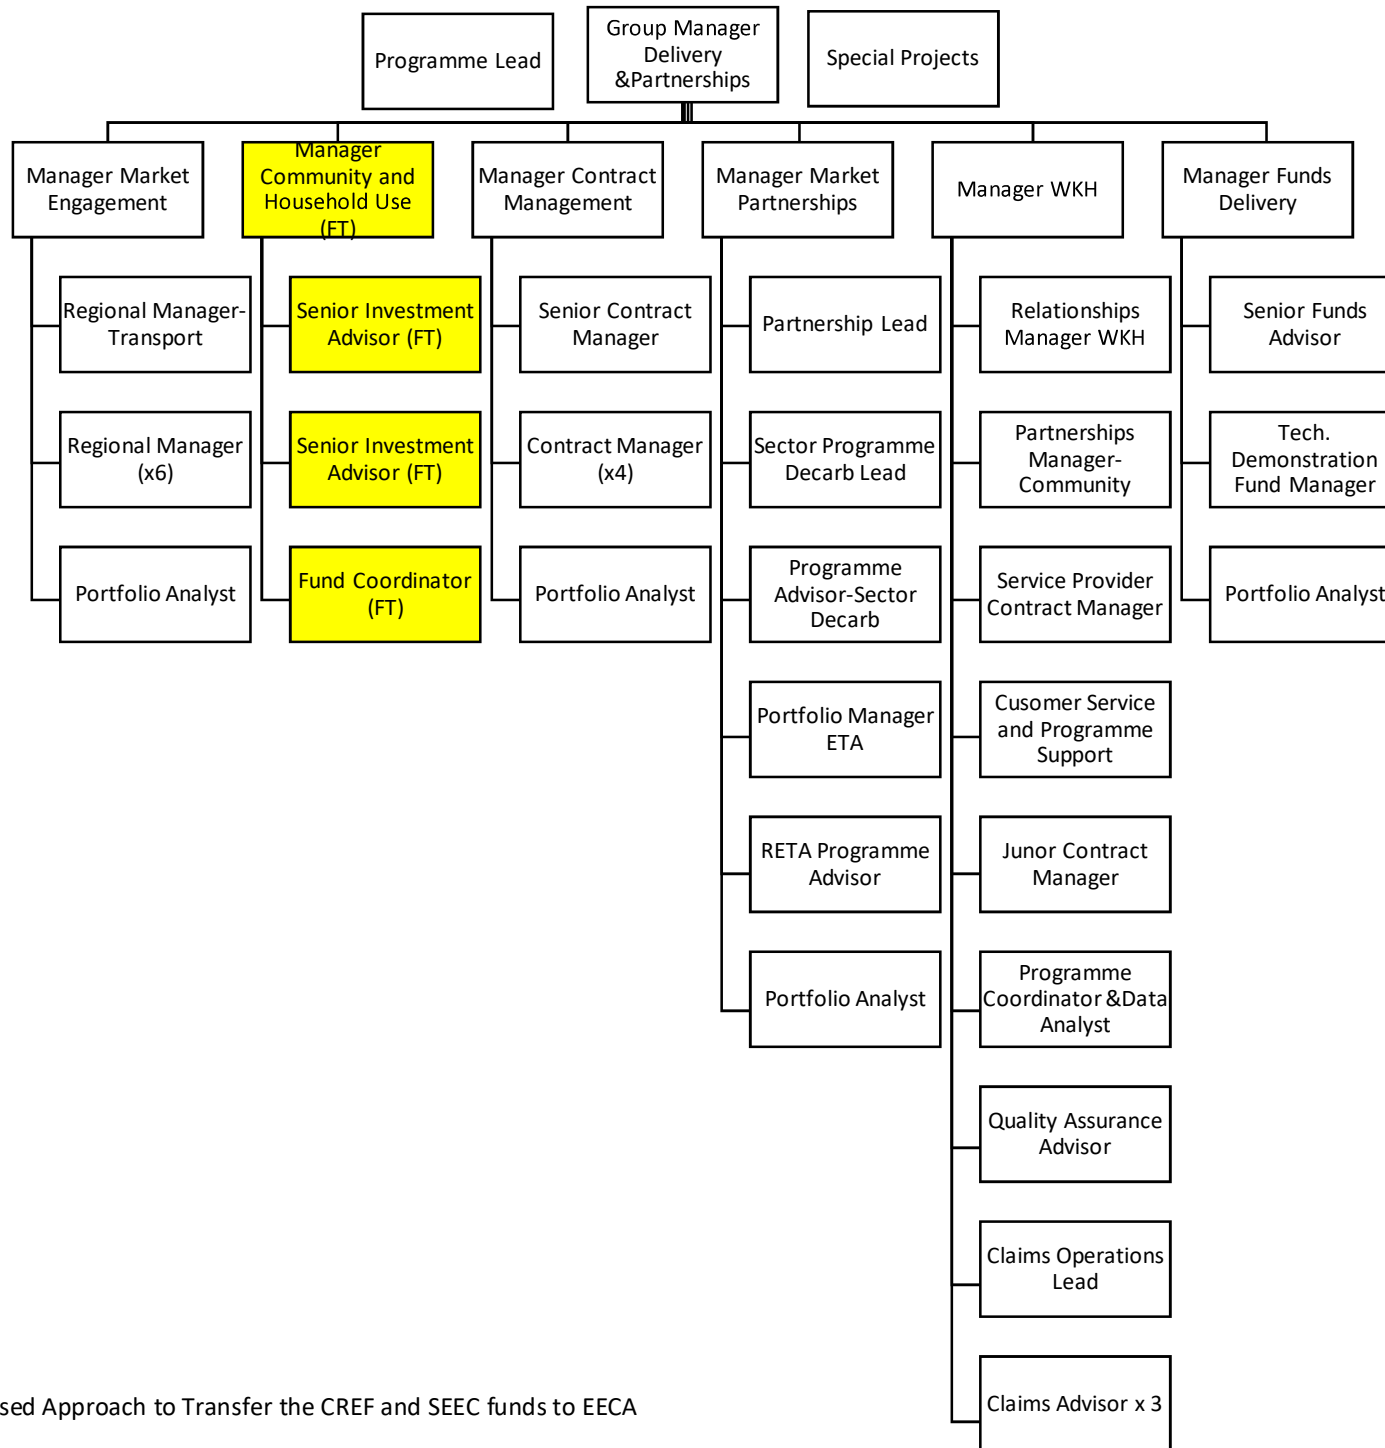 Programme Lead
Group Manager
Delivery
&Partnerships
Special Projects
Manager Market
Engagement
Manager
Community and
Household Use
(FT)
Manager Contract
Management
Manager Market
Partnerships
Manager WKH
Manager Funds
Delivery
Regional Manager-
Transport
Regional Manager
(x6)
Portfolio Analyst
Senior Investment
Advisor (FT)
Senior Investment
Advisor (FT)
Fund Coordinator
(FT)
Senior Contract
Manager
Contract Manager
(x4)
Portfolio Analyst
Partnership Lead
Sector Programme
Decarb Lead
Programme
Advisor-Sector
Decarb
Portfolio Manager
ETA
RETA Programme
Advisor
Portfolio Analyst
Relationships
Manager WKH
Partnerships
Manager-
Community
Service Provider
Contract Manager
Cusomer Service
and Programme
Support
Junor Contract
Manager
Programme
Coordinator &Data
Analyst
Quality Assurance
Advisor
Claims Operations
Lead
Claims Advisor x 3
Senior Funds
Advisor
Tech.
Demonstration
Fund Manager
Portfolio Analyst
sed Approach to Transfer the CREF and SEEC funds to EECA